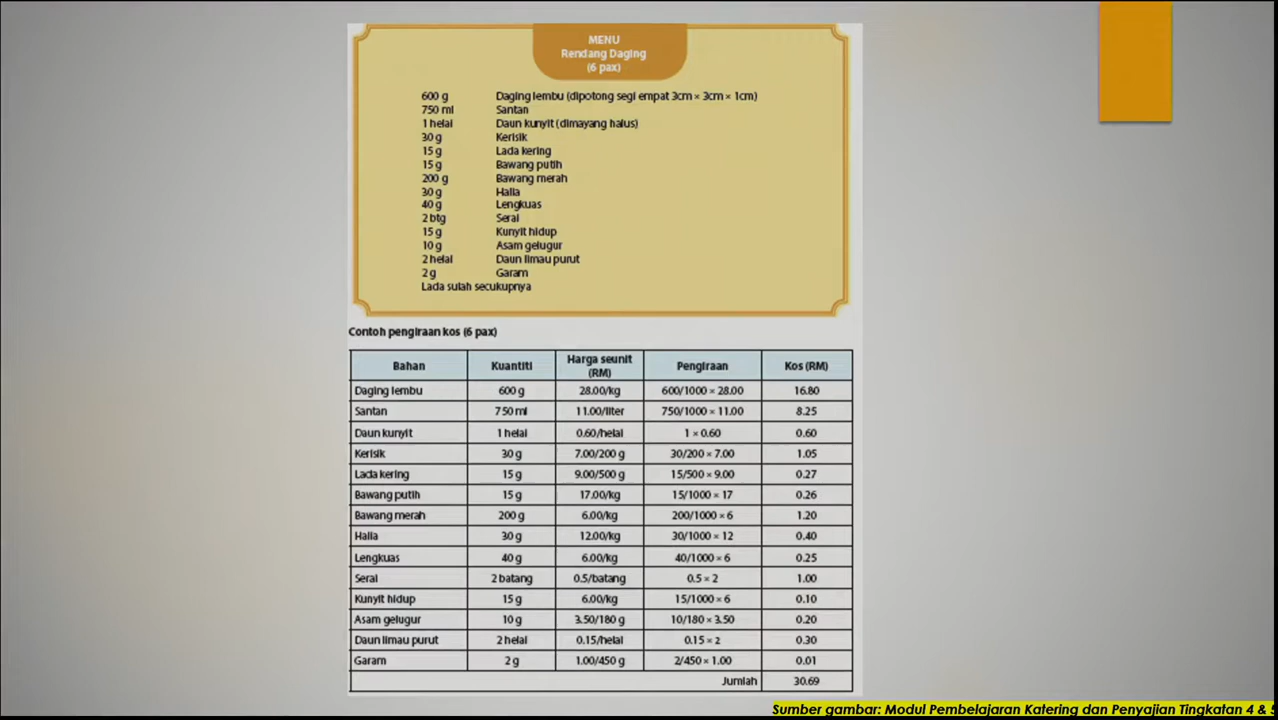 MENU
Rendang Daging
(6 pax)
600 g Daging lembu (dipotong segi empat 3cm × 3cm × 1cm)
750 ml Santan
1 helai Daun kunyit (dimayang halus)
30 g Kerisik
15 g Lada kering
15 g Bawang putih
200 g Bawang merah
30 g Halia
40 g Lengkuas
2 btg Serai
15 g Kunyit hidup
10 g Asam gelugur
2 helai Daun limau purut
2 g Garam
Lada sulah secukupnya
Contoh pengiraan kos (6 pax)
Bahan Kuantiti Harga seunit (RM) Pengiraan Kos (RM)
Daging lembu 600 g 28.00/kg 600/1000 × 28.00 16.80
Santan 750 ml 11.00/liter 750/1000 × 11.00 8.25
Daun kunyit 1 helai 0.60/helai 1 × 0.60 0.60
Kerisik 30 g 7.00/200 g 30/200 × 7.00 1.05
Lada kering 15 g 9.00/500 g 15/500 × 9.00 0.27
Bawang putih 15 g 17.00/kg 15/1000 × 17 0.26
Bawang merah 200 g 6.00/kg 200/1000 × 6 1.20
Halia 30 g 12.00/kg 30/1000 × 12 0.40
Lengkuas 40 g 6.00/kg 40/1000 × 6 0.25
Serai 2 batang 0.5/batang 0.5 × 2 1.00
Kunyit hidup 15 g 6.00/kg 15/1000 × 6 0.10
Asam gelugur 10 g 3.50/180 g 10/180 × 3.50 0.20
Daun limau purut 2 helai 0.15/helai 0.15 × 2 0.30
Garam 2 g 1.00/450 g 2/450 × 1.00 0.01
Jumlah 30.69
Sumber gambar: Modul Pembelajaran Katering dan Penyajian Tingkatan 4 & 5